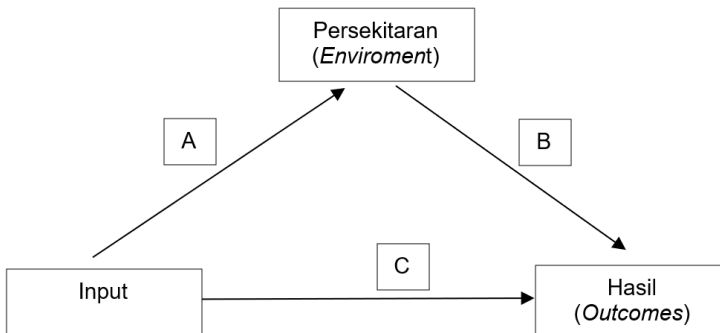 Persekitaran
(Enviroment)
A
B
C
Input
Hasil
(Outcomes)